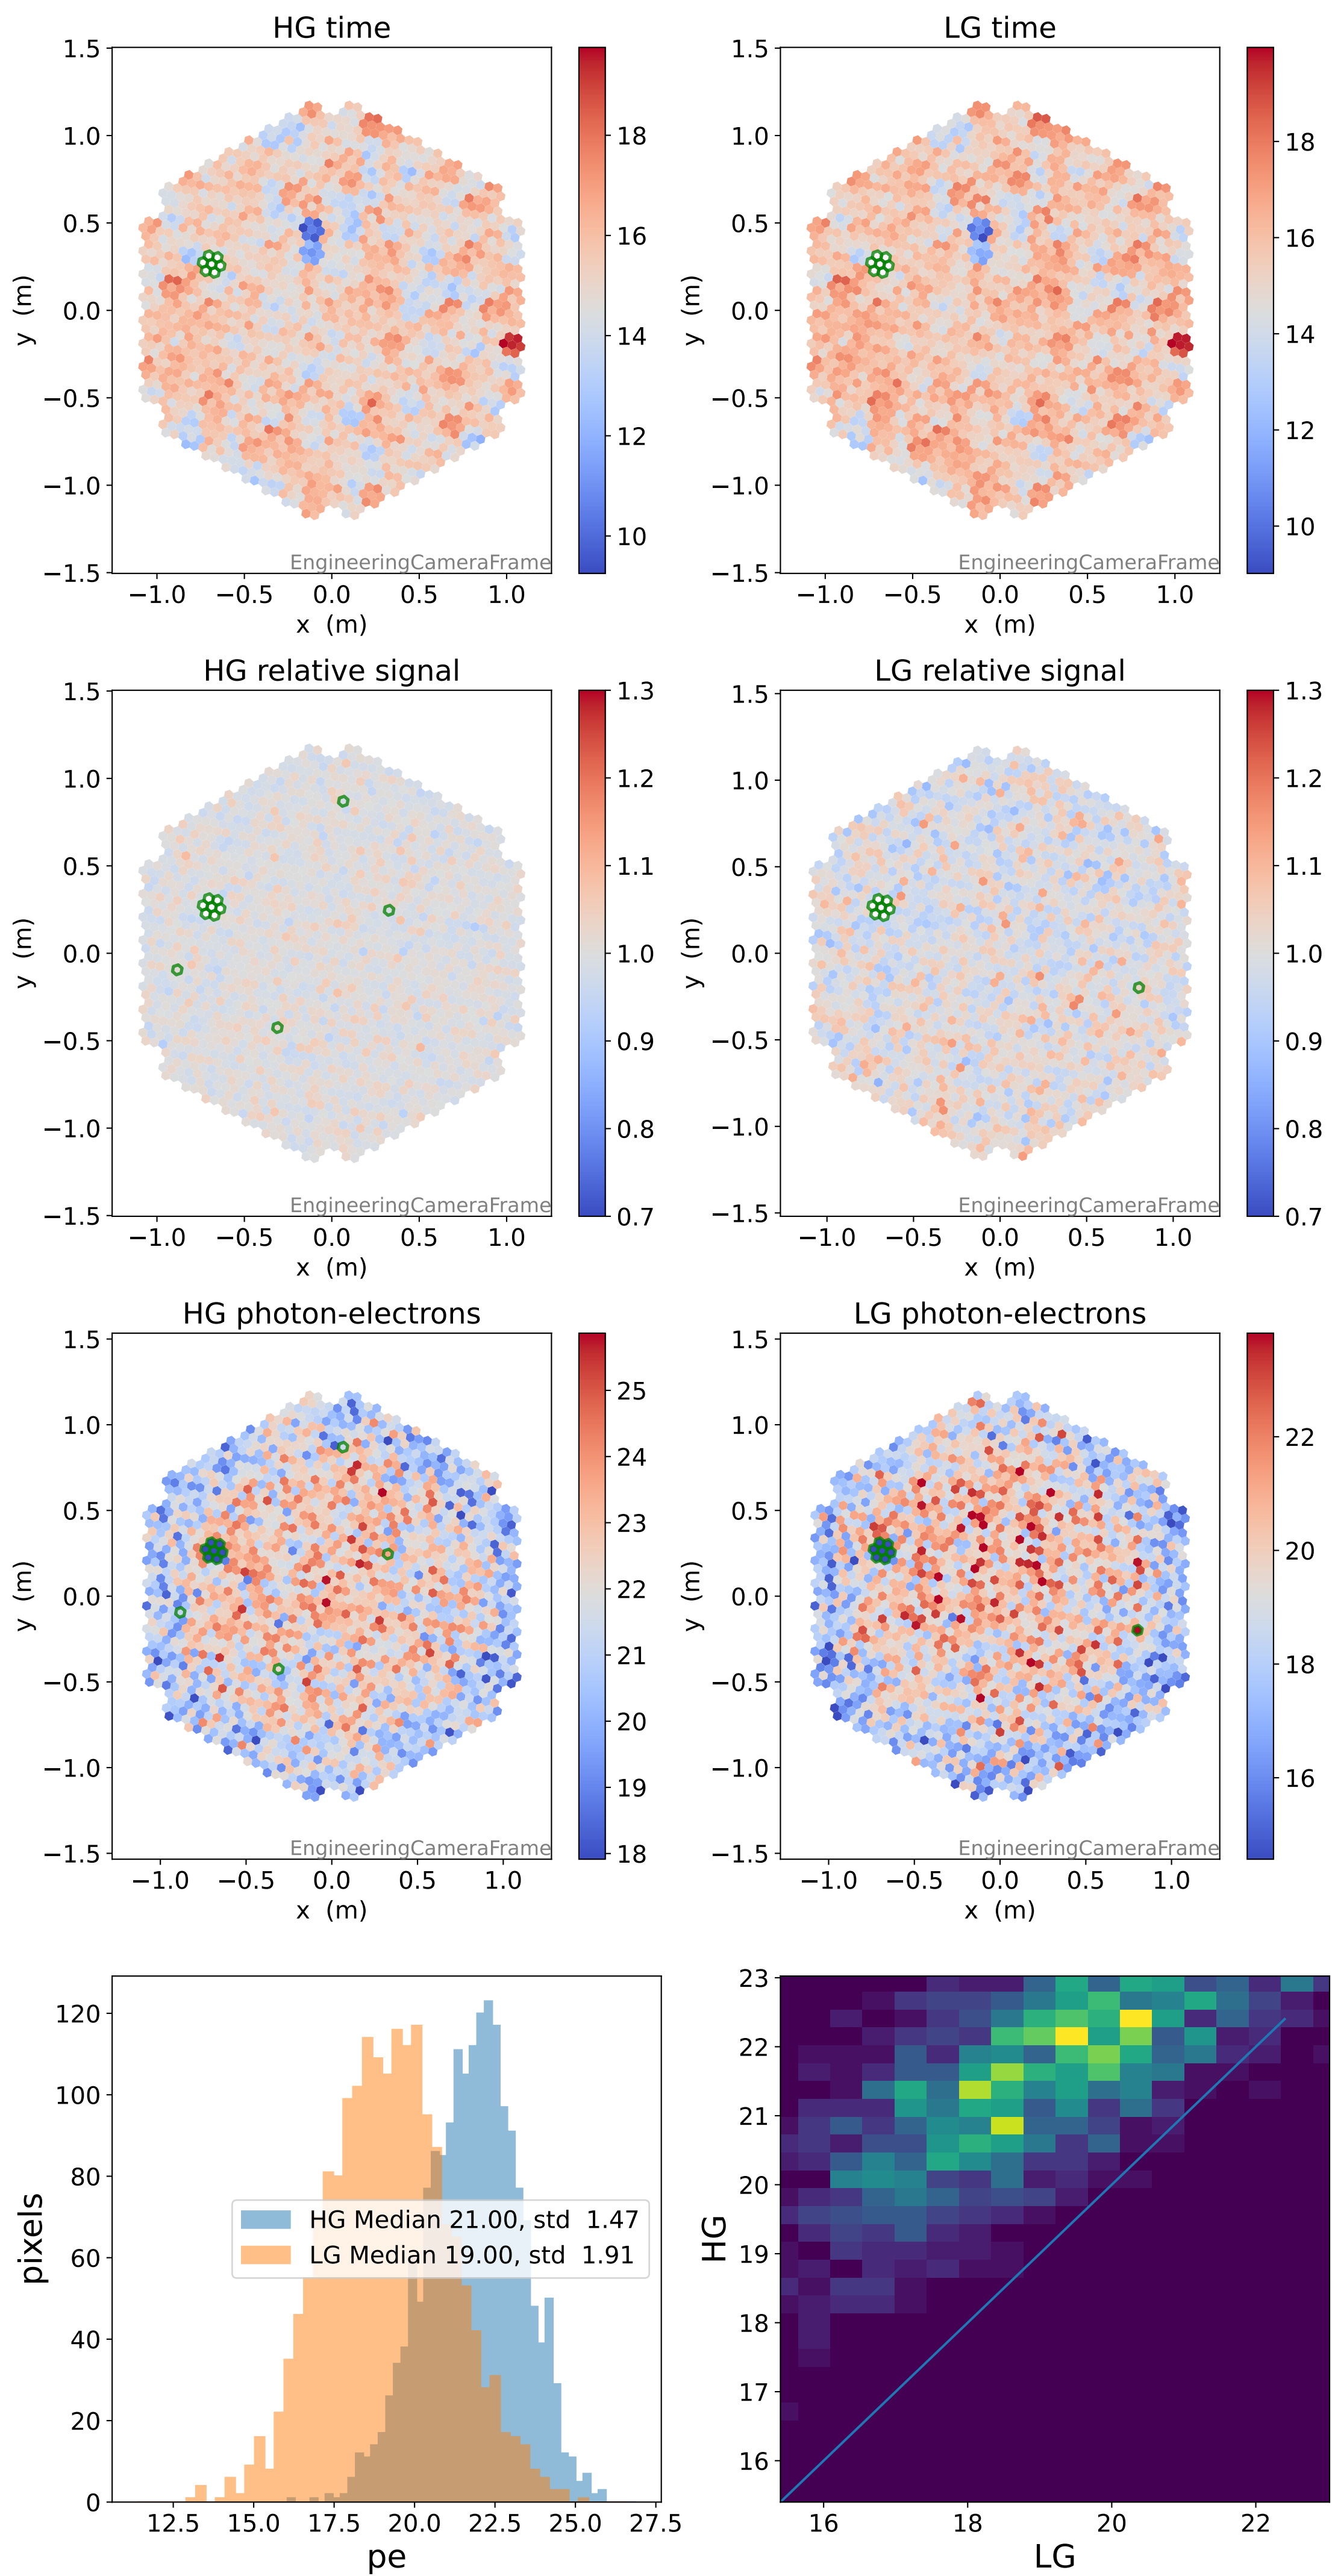 HG time
LG time
1.5
1.0
0.5
0.0
−0.5
−1.0
−1.5
y (m)
−1.0 −0.5 0.0 0.5 1.0
x (m)
EngineeringCameraFrame
18
16
14
12
10
1.5
1.0
0.5
0.0
−0.5
−1.0
−1.5
y (m)
−1.0 −0.5 0.0 0.5 1.0
x (m)
EngineeringCameraFrame
18
16
14
12
10
HG relative signal
LG relative signal
1.5
1.0
0.5
0.0
−0.5
−1.0
−1.5
y (m)
−1.0 −0.5 0.0 0.5 1.0
x (m)
EngineeringCameraFrame
1.3
1.2
1.1
1.0
0.9
0.8
0.7
1.5
1.0
0.5
0.0
−0.5
−1.0
−1.5
y (m)
−1.0 −0.5 0.0 0.5 1.0
x (m)
EngineeringCameraFrame
1.3
1.2
1.1
1.0
0.9
0.8
0.7
HG photon-electrons
LG photon-electrons
1.5
1.0
0.5
0.0
−0.5
−1.0
−1.5
y (m)
−1.0 −0.5 0.0 0.5 1.0
x (m)
EngineeringCameraFrame
25
24
23
22
21
20
19
18
1.5
1.0
0.5
0.0
−0.5
−1.0
−1.5
y (m)
−1.0 −0.5 0.0 0.5 1.0
x (m)
EngineeringCameraFrame
22
20
18
16
120
100
80
60
40
20
0
pixels
HG Median 21.00, std 1.47
LG Median 19.00, std 1.91
12.5 15.0 17.5 20.0 22.5 25.0 27.5
pe
23
22
21
20
19
18
17
16
HG
16 18 20 22
LG